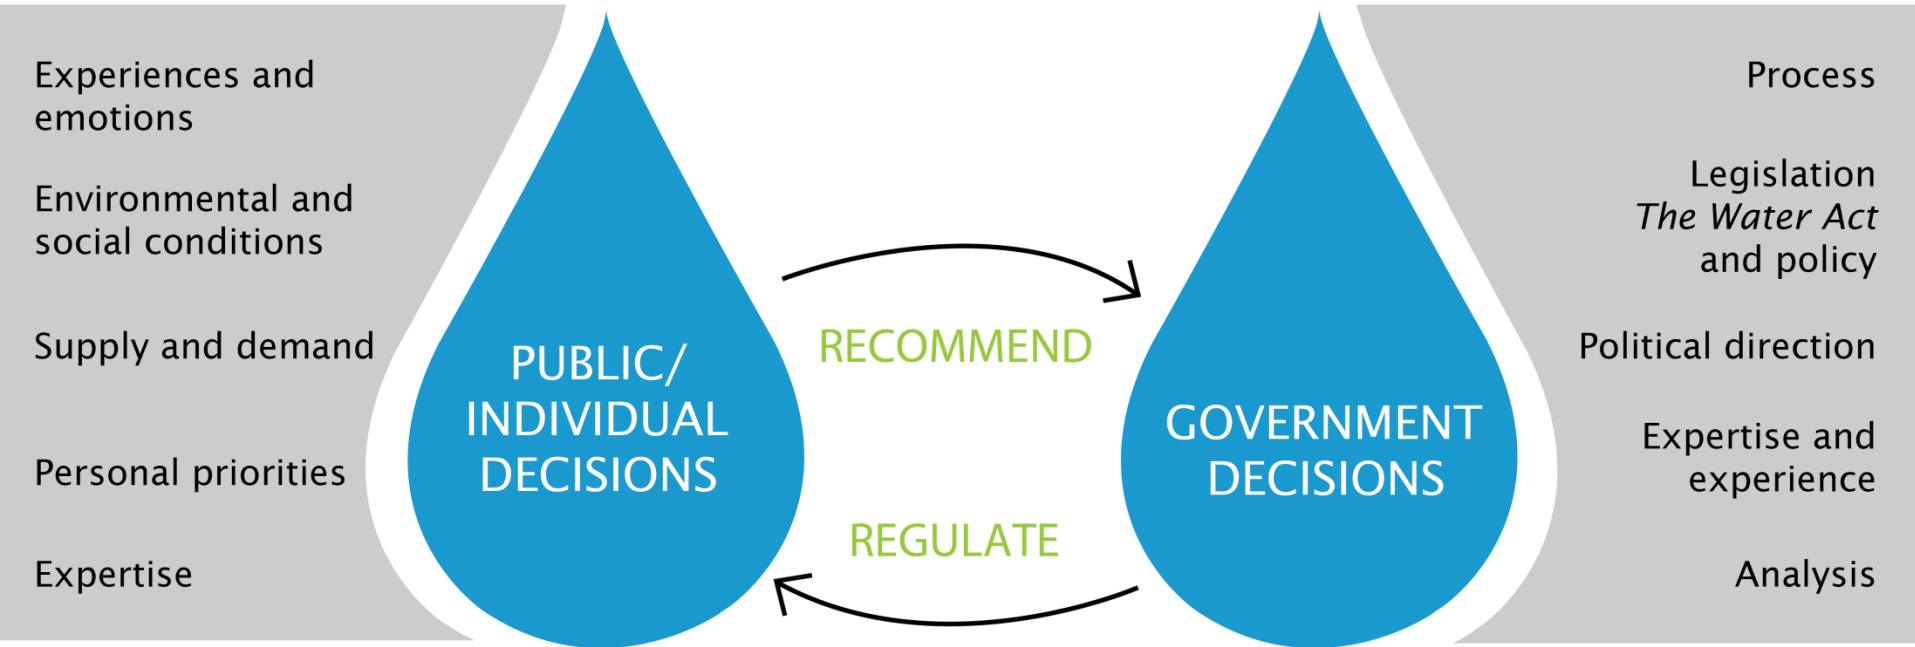 Experiences and
emotions
Environmental and
social conditions
Supply and demand
Personal priorities
Expertise
PUBLIC/
INDIVIDUAL
DECISIONS
RECOMMEND
REGULATE
GOVERNMENT
DECISIONS
Process
Legislation
The Water Act
and policy
Political direction
Expertise and
experience
Analysis